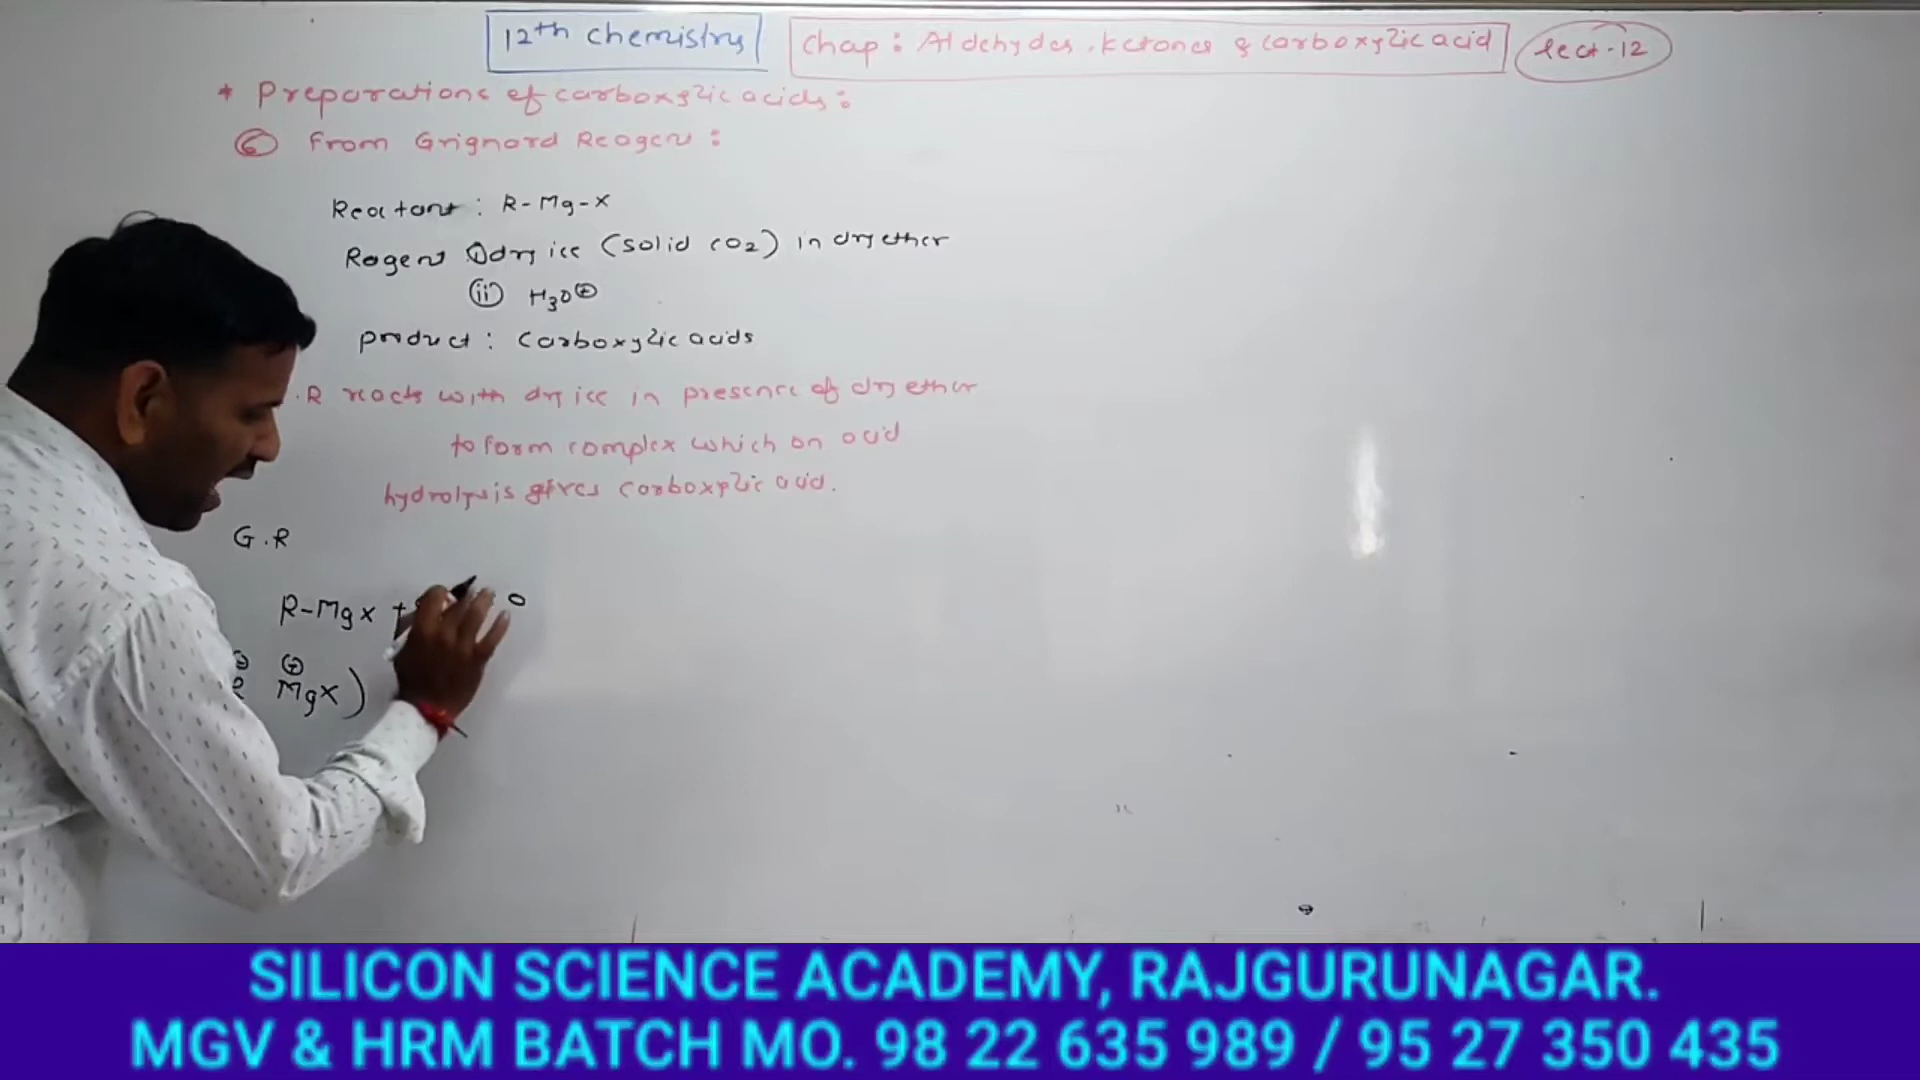 12th chemistry
chap: Aldehydes, ketones & carboxylic acid
lect-12
* Preparations of carboxylic acids:
6 From Grignard Reagent:
Reactant: R-Mg-X
Reagent ① dry ice (solid CO2) in dry ether
(ii) H3O⊕
product: carboxylic acids
.R reacts with dry ice in presence of dry ether
to form complex which on acid
hydrolysis gives carboxylic acid.
G.R
R-Mgx + O
⊕
Mgx)
SILICON SCIENCE ACADEMY, RAJGURUNAGAR.
MGV & HRM BATCH MO. 98 22 635 989 / 95 27 350 435